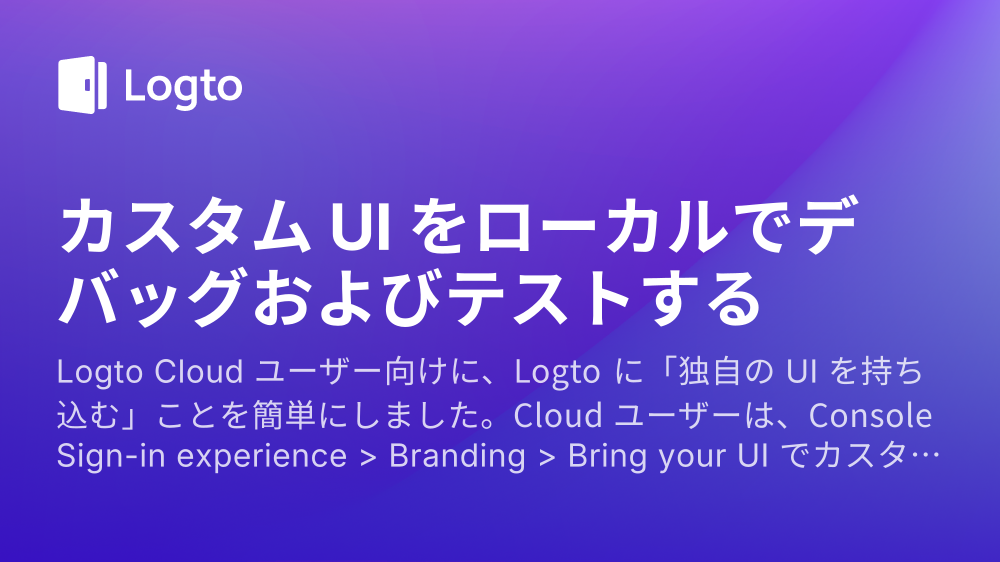 Logto
カスタム UI をローカルでデ
バッグおよびテストする
Logto Cloud ユーザー向けに、Logto に「独自の UI を持ち
込む」ことを簡単にしました。Cloud ユーザーは、Console
Sign-in experience > Branding > Bring your UI でカスタ…